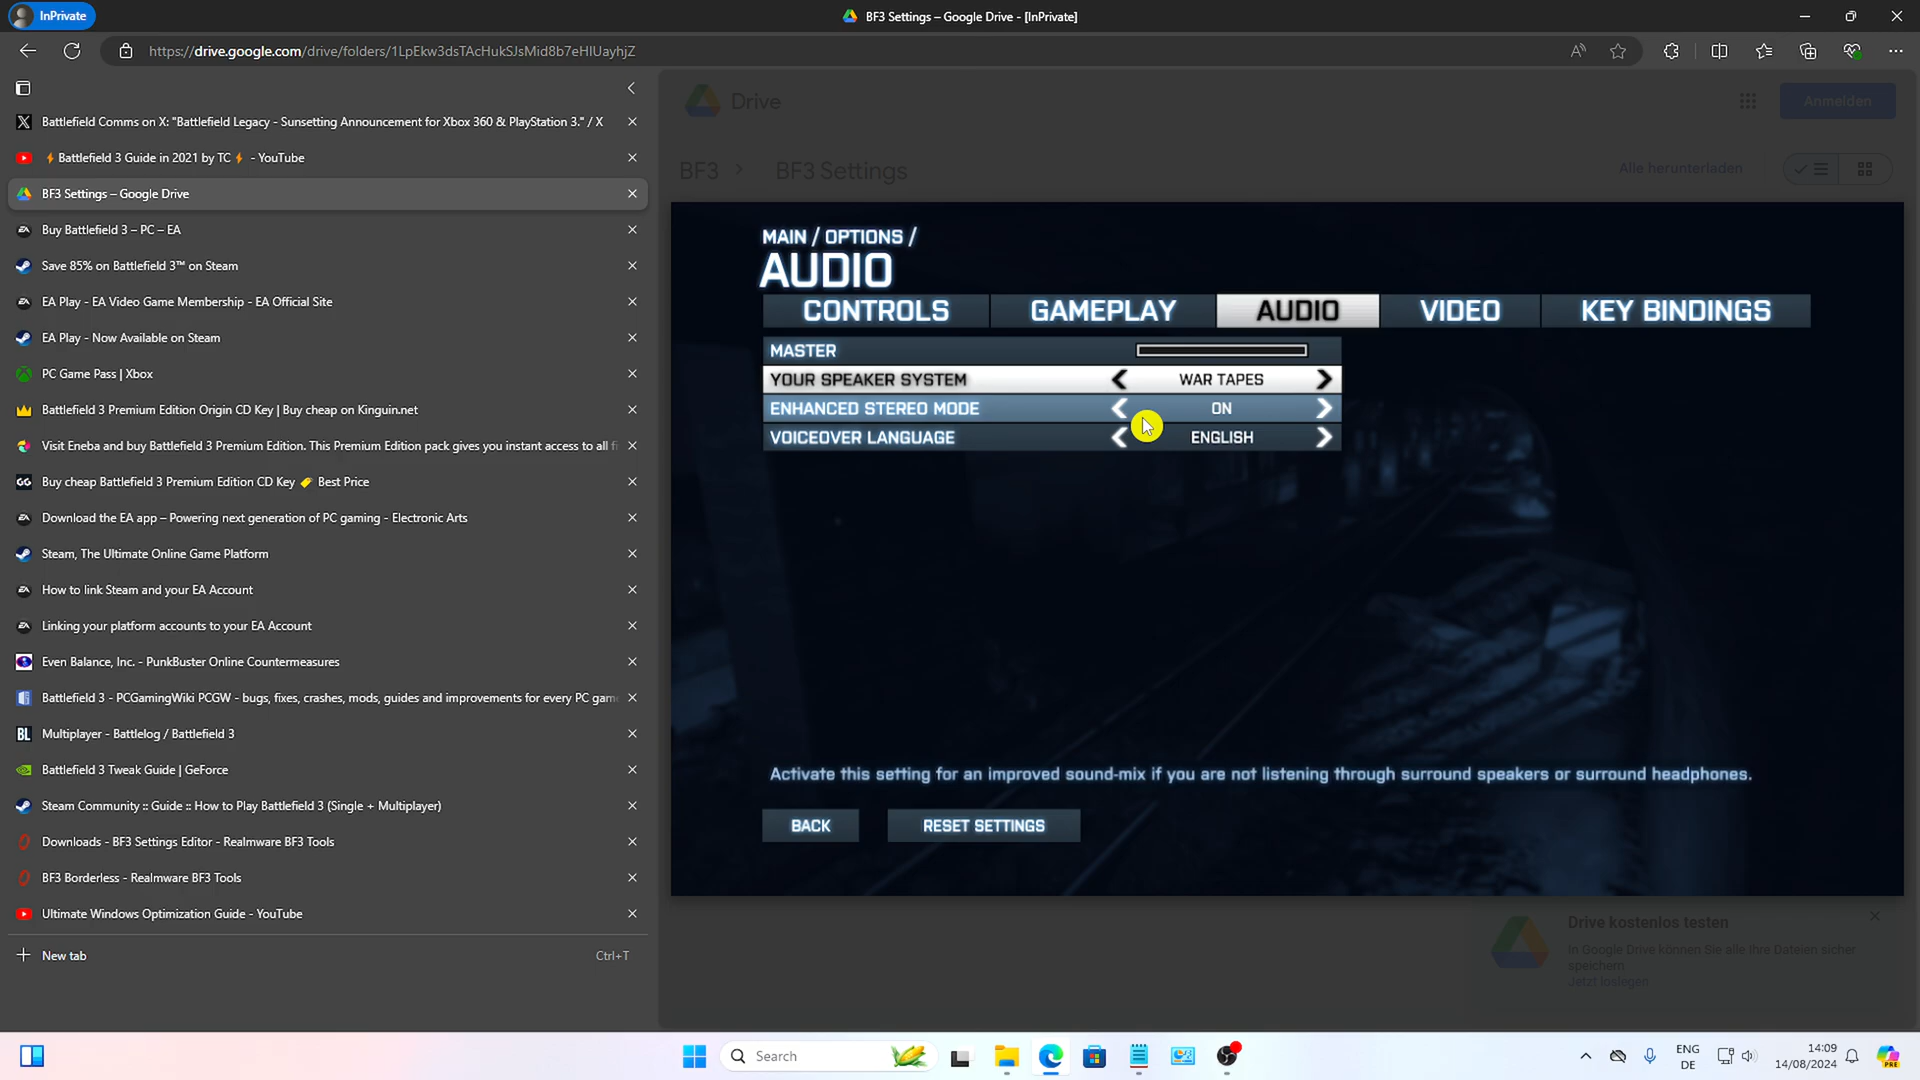 InPrivate
BF3 Settings – Google Drive - [InPrivate]
https://drive.google.com/drive/folders/1LpEkw3dsTAcHukSJsMid8b7eHIUayhjZ
Battlefield Comms on X: "Battlefield Legacy - Sunsetting Announcement for Xbox 360 & PlayStation 3." / X
⚡Battlefield 3 Guide in 2021 by TC⚡ - YouTube
BF3 Settings – Google Drive
Buy Battlefield 3 – PC – EA
Save 85% on Battlefield 3™ on Steam
EA Play - EA Video Game Membership - EA Official Site
EA Play - Now Available on Steam
PC Game Pass | Xbox
Battlefield 3 Premium Edition Origin CD Key | Buy cheap on Kinguin.net
Visit Eneba and buy Battlefield 3 Premium Edition. This Premium Edition pack gives you instant access to all fi
Buy cheap Battlefield 3 Premium Edition CD Key 🏷️ Best Price
Download the EA app – Powering next generation of PC gaming - Electronic Arts
Steam, The Ultimate Online Game Platform
How to link Steam and your EA Account
Linking your platform accounts to your EA Account
Even Balance, Inc. - PunkBuster Online Countermeasures
Battlefield 3 - PCGamingWiki PCGW - bugs, fixes, crashes, mods, guides and improvements for every PC game
BL Multiplayer - Battlelog / Battlefield 3
Battlefield 3 Tweak Guide | GeForce
Steam Community :: Guide :: How to Play Battlefield 3 (Single + Multiplayer)
Downloads - BF3 Settings Editor - Realmware BF3 Tools
BF3 Borderless - Realmware BF3 Tools
Ultimate Windows Optimization Guide - YouTube
New tab Ctrl+T
Drive
Anmelden
BF3 > BF3 Settings
Alle herunterladen
MAIN / OPTIONS /
AUDIO
CONTROLS GAMEPLAY AUDIO VIDEO KEY BINDINGS
MASTER
YOUR SPEAKER SYSTEM WAR TAPES
ENHANCED STEREO MODE ON
VOICEOVER LANGUAGE ENGLISH
Activate this setting for an improved sound-mix if you are not listening through surround speakers or surround headphones.
BACK RESET SETTINGS
Drive kostenlos testen
In Google Drive können Sie alle Ihre Dateien sicher
speichern
Jetzt loslegen
Search
ENG
DE
14:09
14/08/2024
PRE